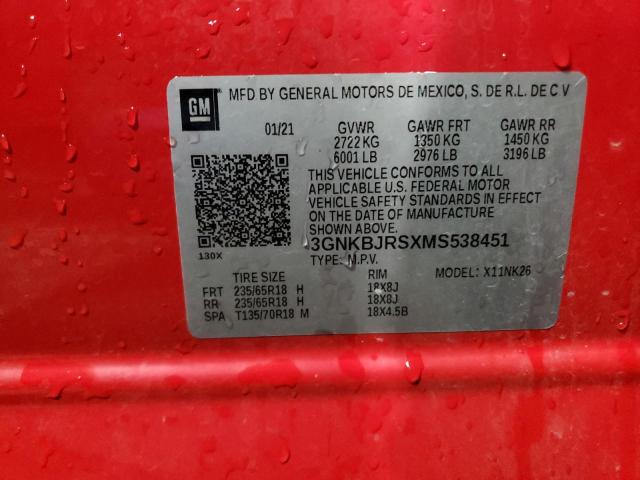 GM
MFD BY GENERAL MOTORS DE MEXICO, S. DE R.L. DE C V
01/21 GVWR GAWR FRT GAWR RR
2722 KG 1350 KG 1450 KG
6001 LB 2976 LB 3196 LB
THIS VEHICLE CONFORMS TO ALL
APPLICABLE U.S. FEDERAL MOTOR
VEHICLE SAFETY STANDARDS IN EFFECT
ON THE DATE OF MANUFACTURE
SHOWN ABOVE.
3GNKBJRSXMS538451
130X
TYPE: M.P.V.
TIRE SIZE RIM MODEL: X11NK26
FRT 235/65R18 H 18X8J
RR 235/65R18 H 18X8J
SPA T135/70R18 M 18X4.5B